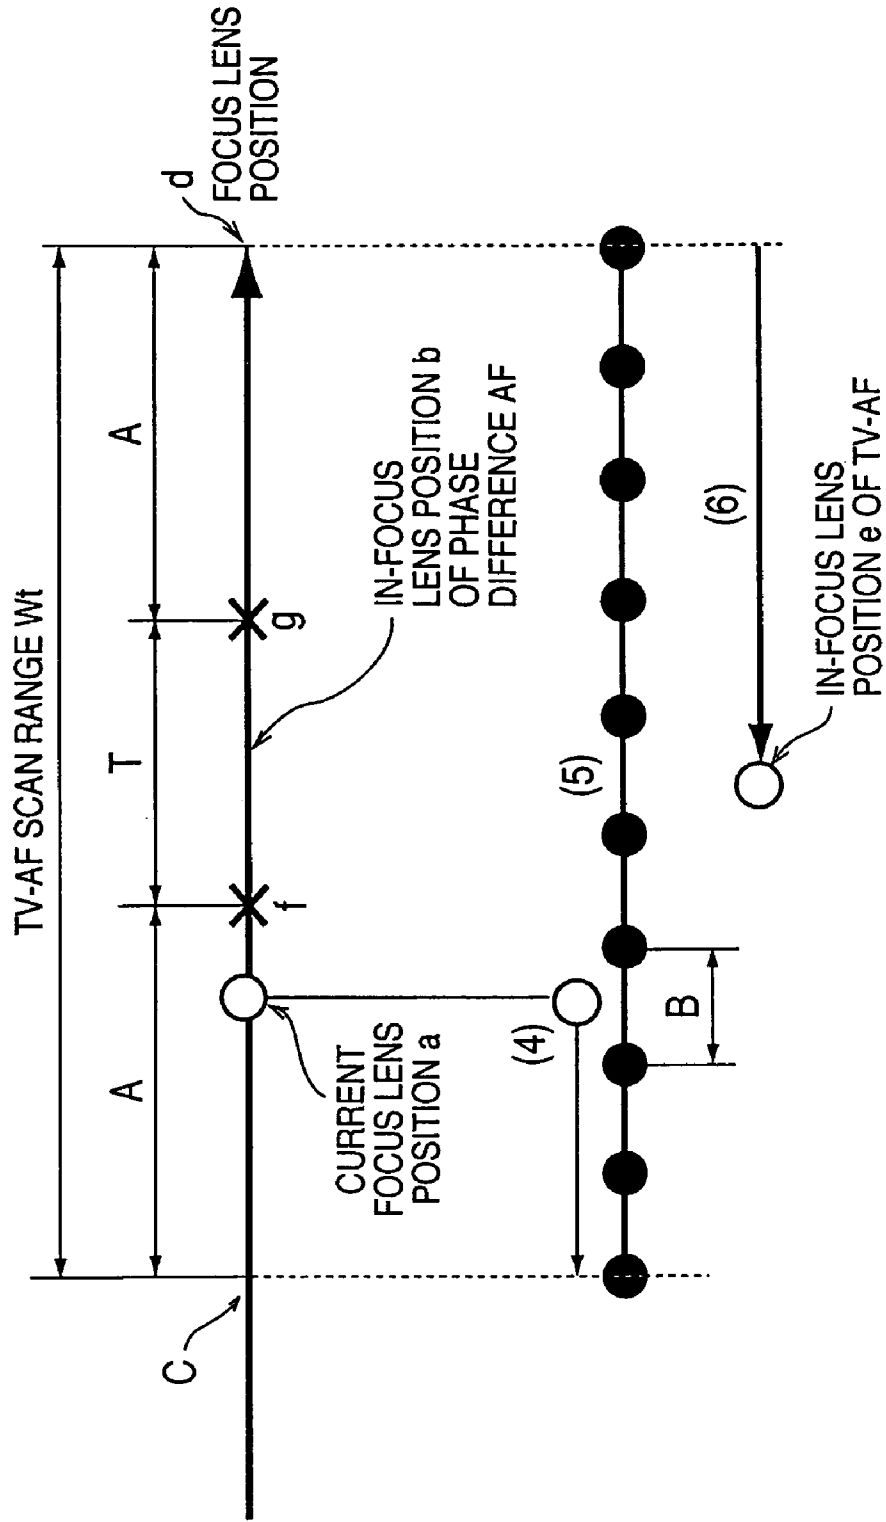 TV-AF SCAN RANGE Wt
A
T
A
d
FOCUS LENS
POSITION
C
f
g
CURRENT
FOCUS LENS
POSITION a
IN-FOCUS
LENS POSITION b
OF PHASE
DIFFERENCE AF
(4)
(5)
B
(6)
IN-FOCUS LENS
POSITION e OF TV-AF